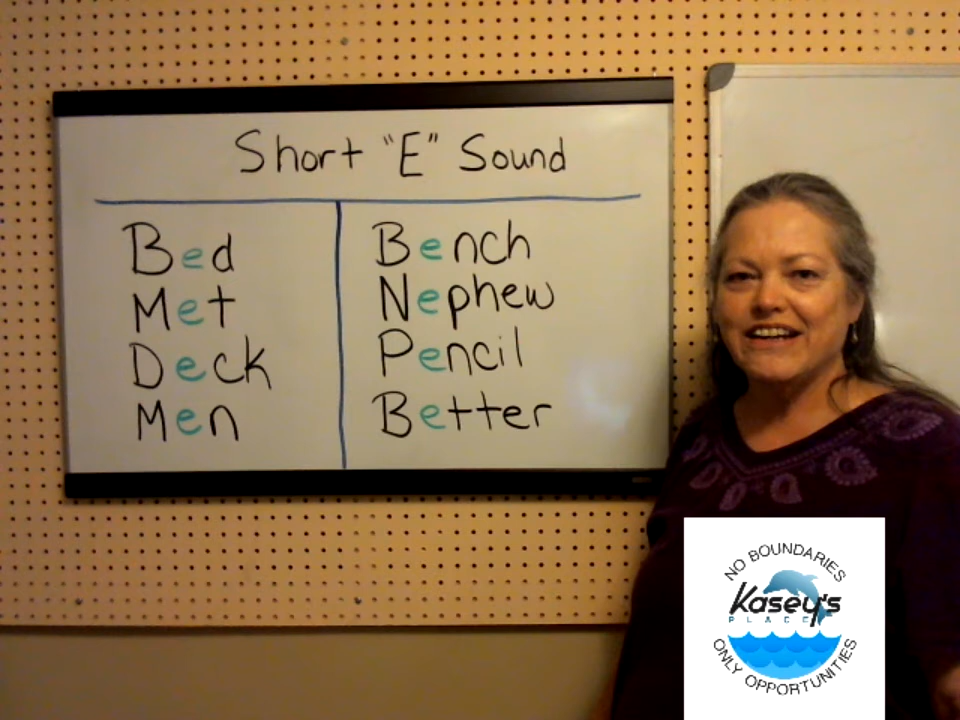 Short "E" Sound
Bed
Met
Deck
Men
Bench
Nephew
Pencil
Better
NO BOUNDARIES
Kasey's
PLACE
ONLY OPPORTUNITIES